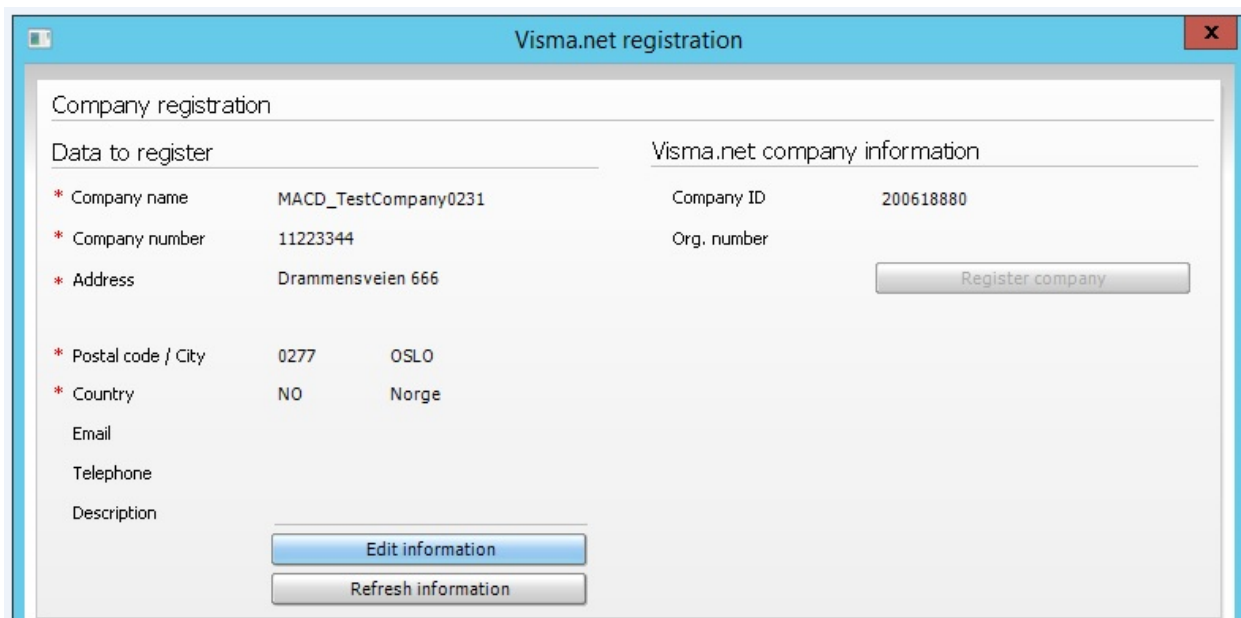 Visma.net registration
x
Company registration
Data to register
Visma.net company information
* Company name MACD_TestCompany0231
Company ID 200618880
* Company number 11223344
Org. number
* Address Drammensveien 666
Register company
* Postal code / City 0277 OSLO
* Country NO Norge
Email
Telephone
Description
Edit information
Refresh information